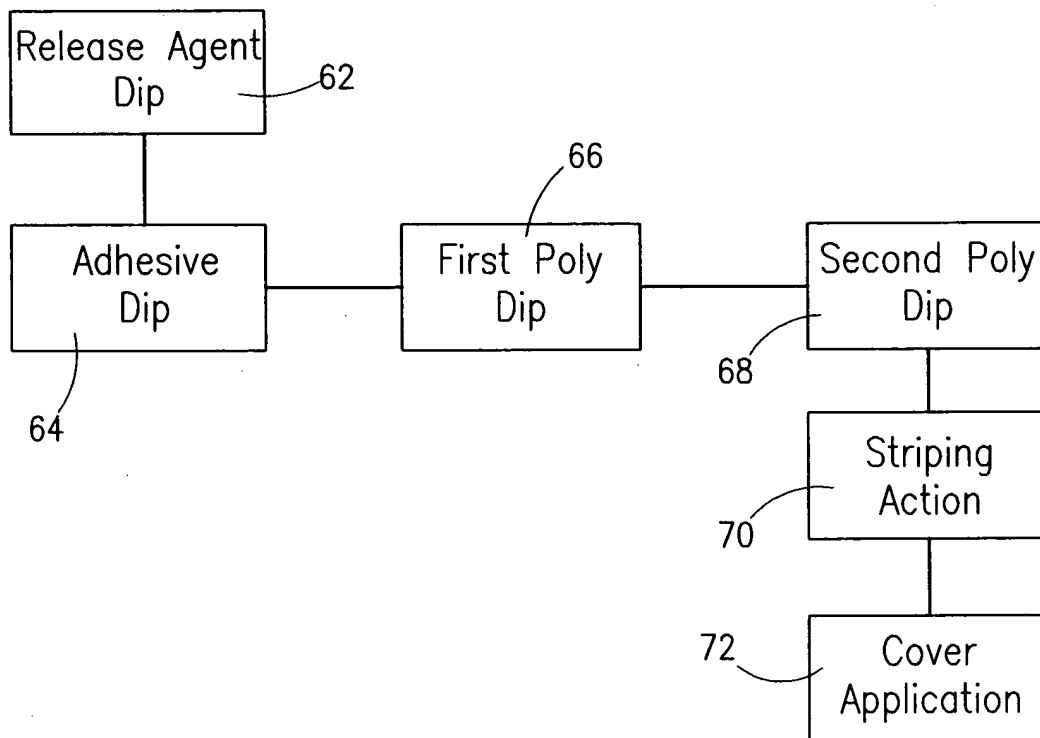 Release Agent
Dip
62
66
Adhesive
Dip
64
First Poly
Dip
Second Poly
Dip
68
Striping
Action
70
72
Cover
Application